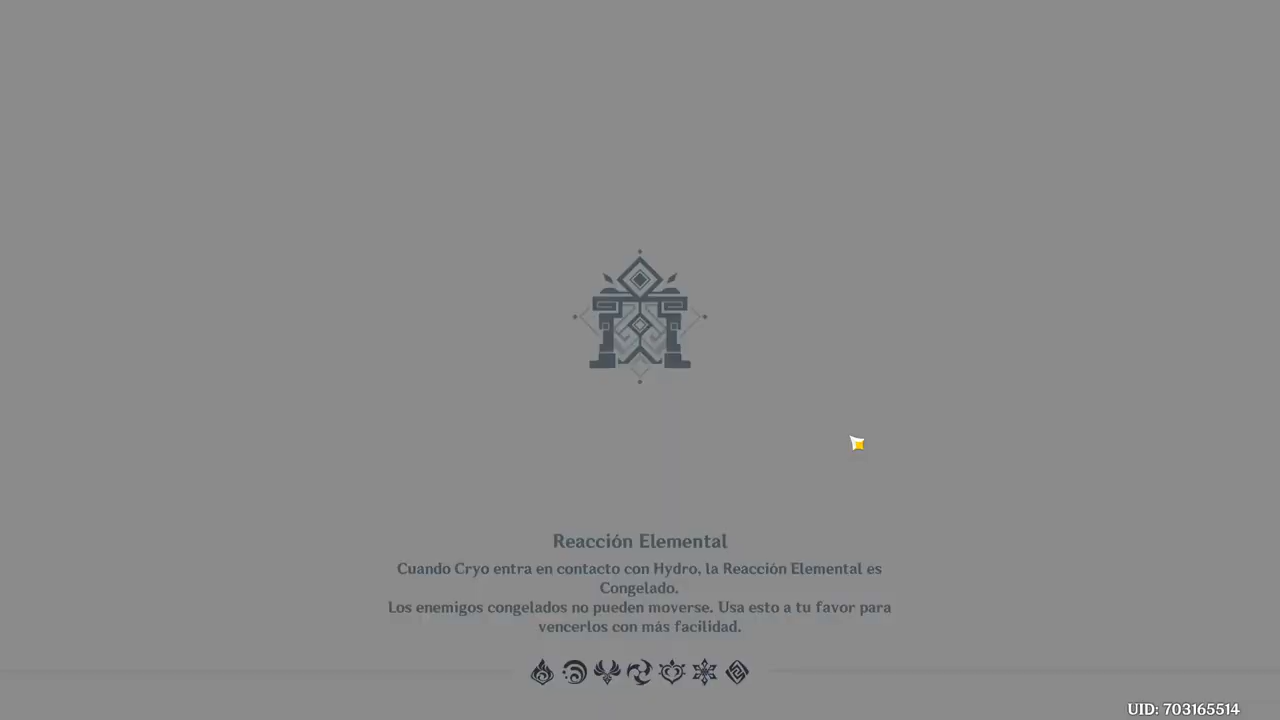 Reacción Elemental
Cuando Cryo entra en contacto con Hydro, la Reacción Elemental es
Congelado.
Los enemigos congelados no pueden moverse. Usa esto a tu favor para
vencerlos con más facilidad.
UID: 703165514